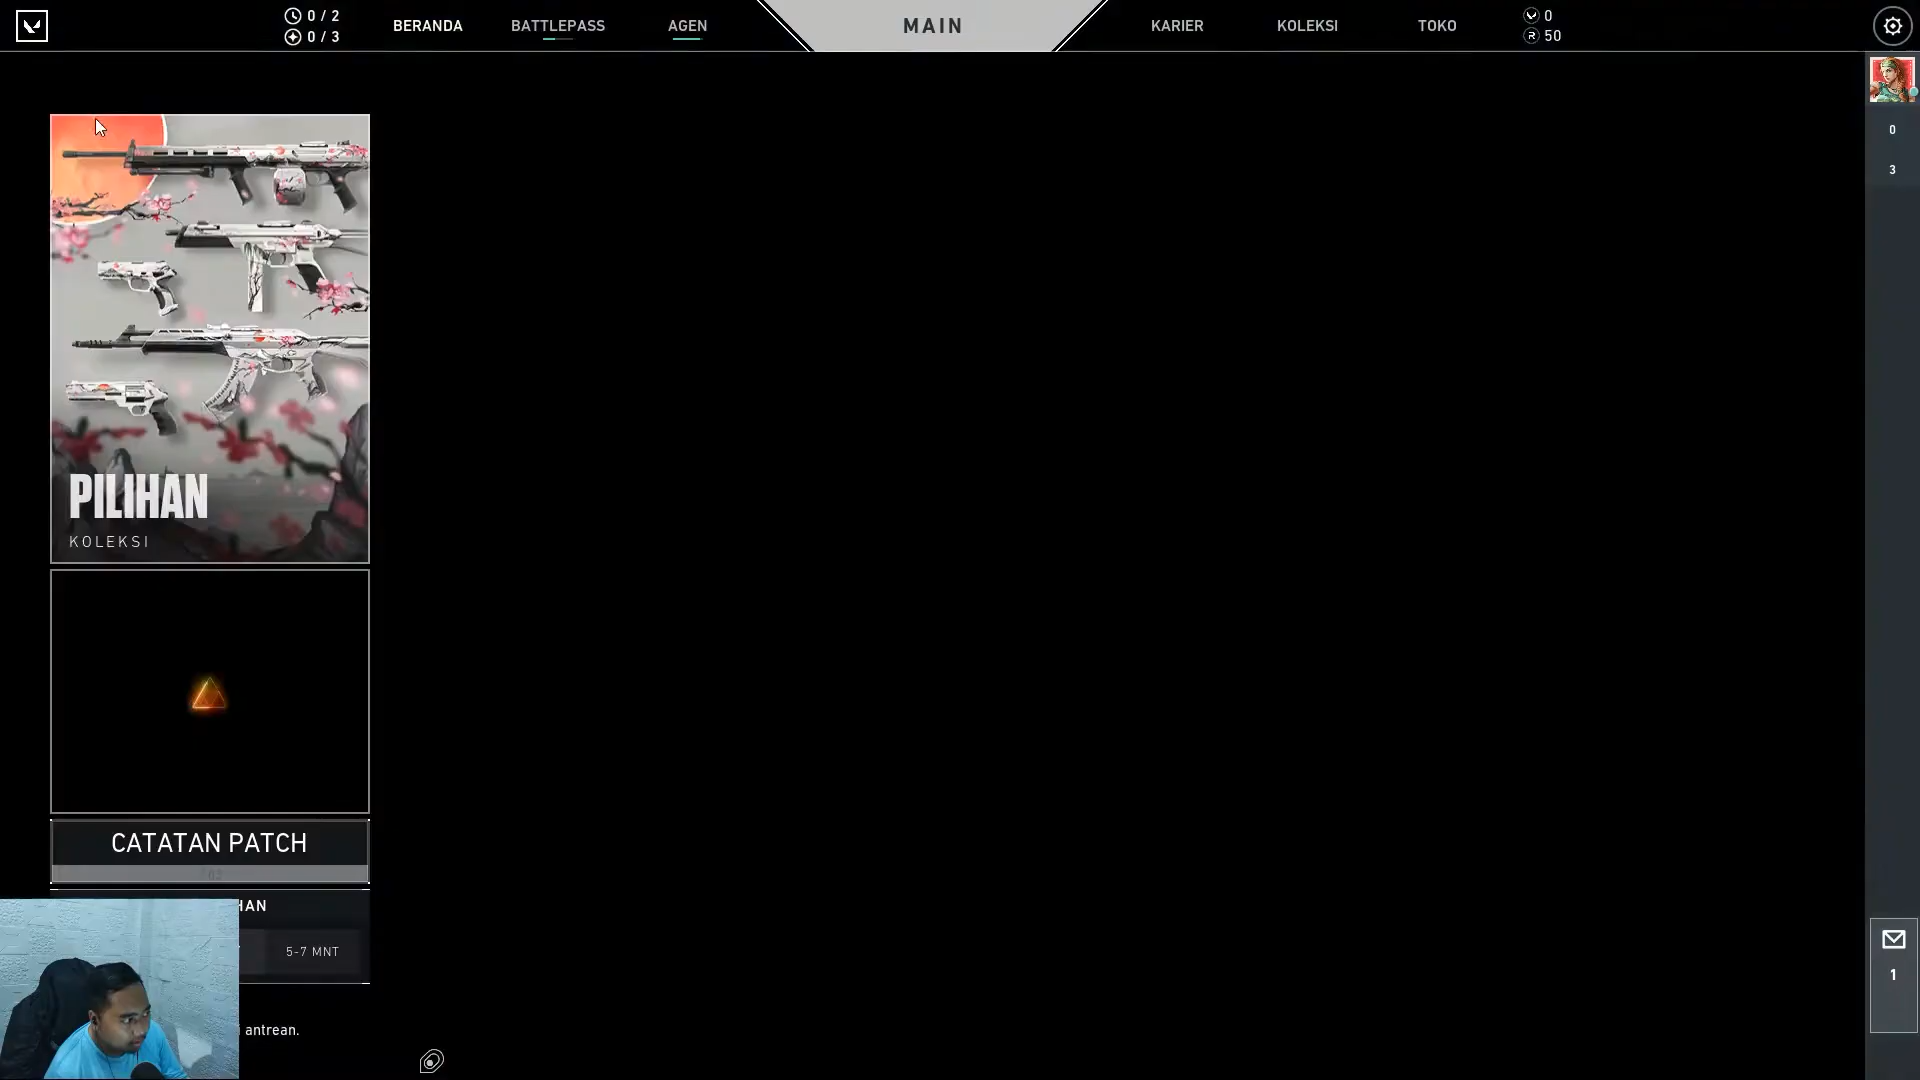 0 / 2
0 / 3
BERANDA
BATTLEPASS
AGEN
MAIN
KARIER
KOLEKSI
TOKO
0
R 50
0
3
PILIHAN
KOLEKSI
CATATAN PATCH
5-7 MNT
antrean.
1